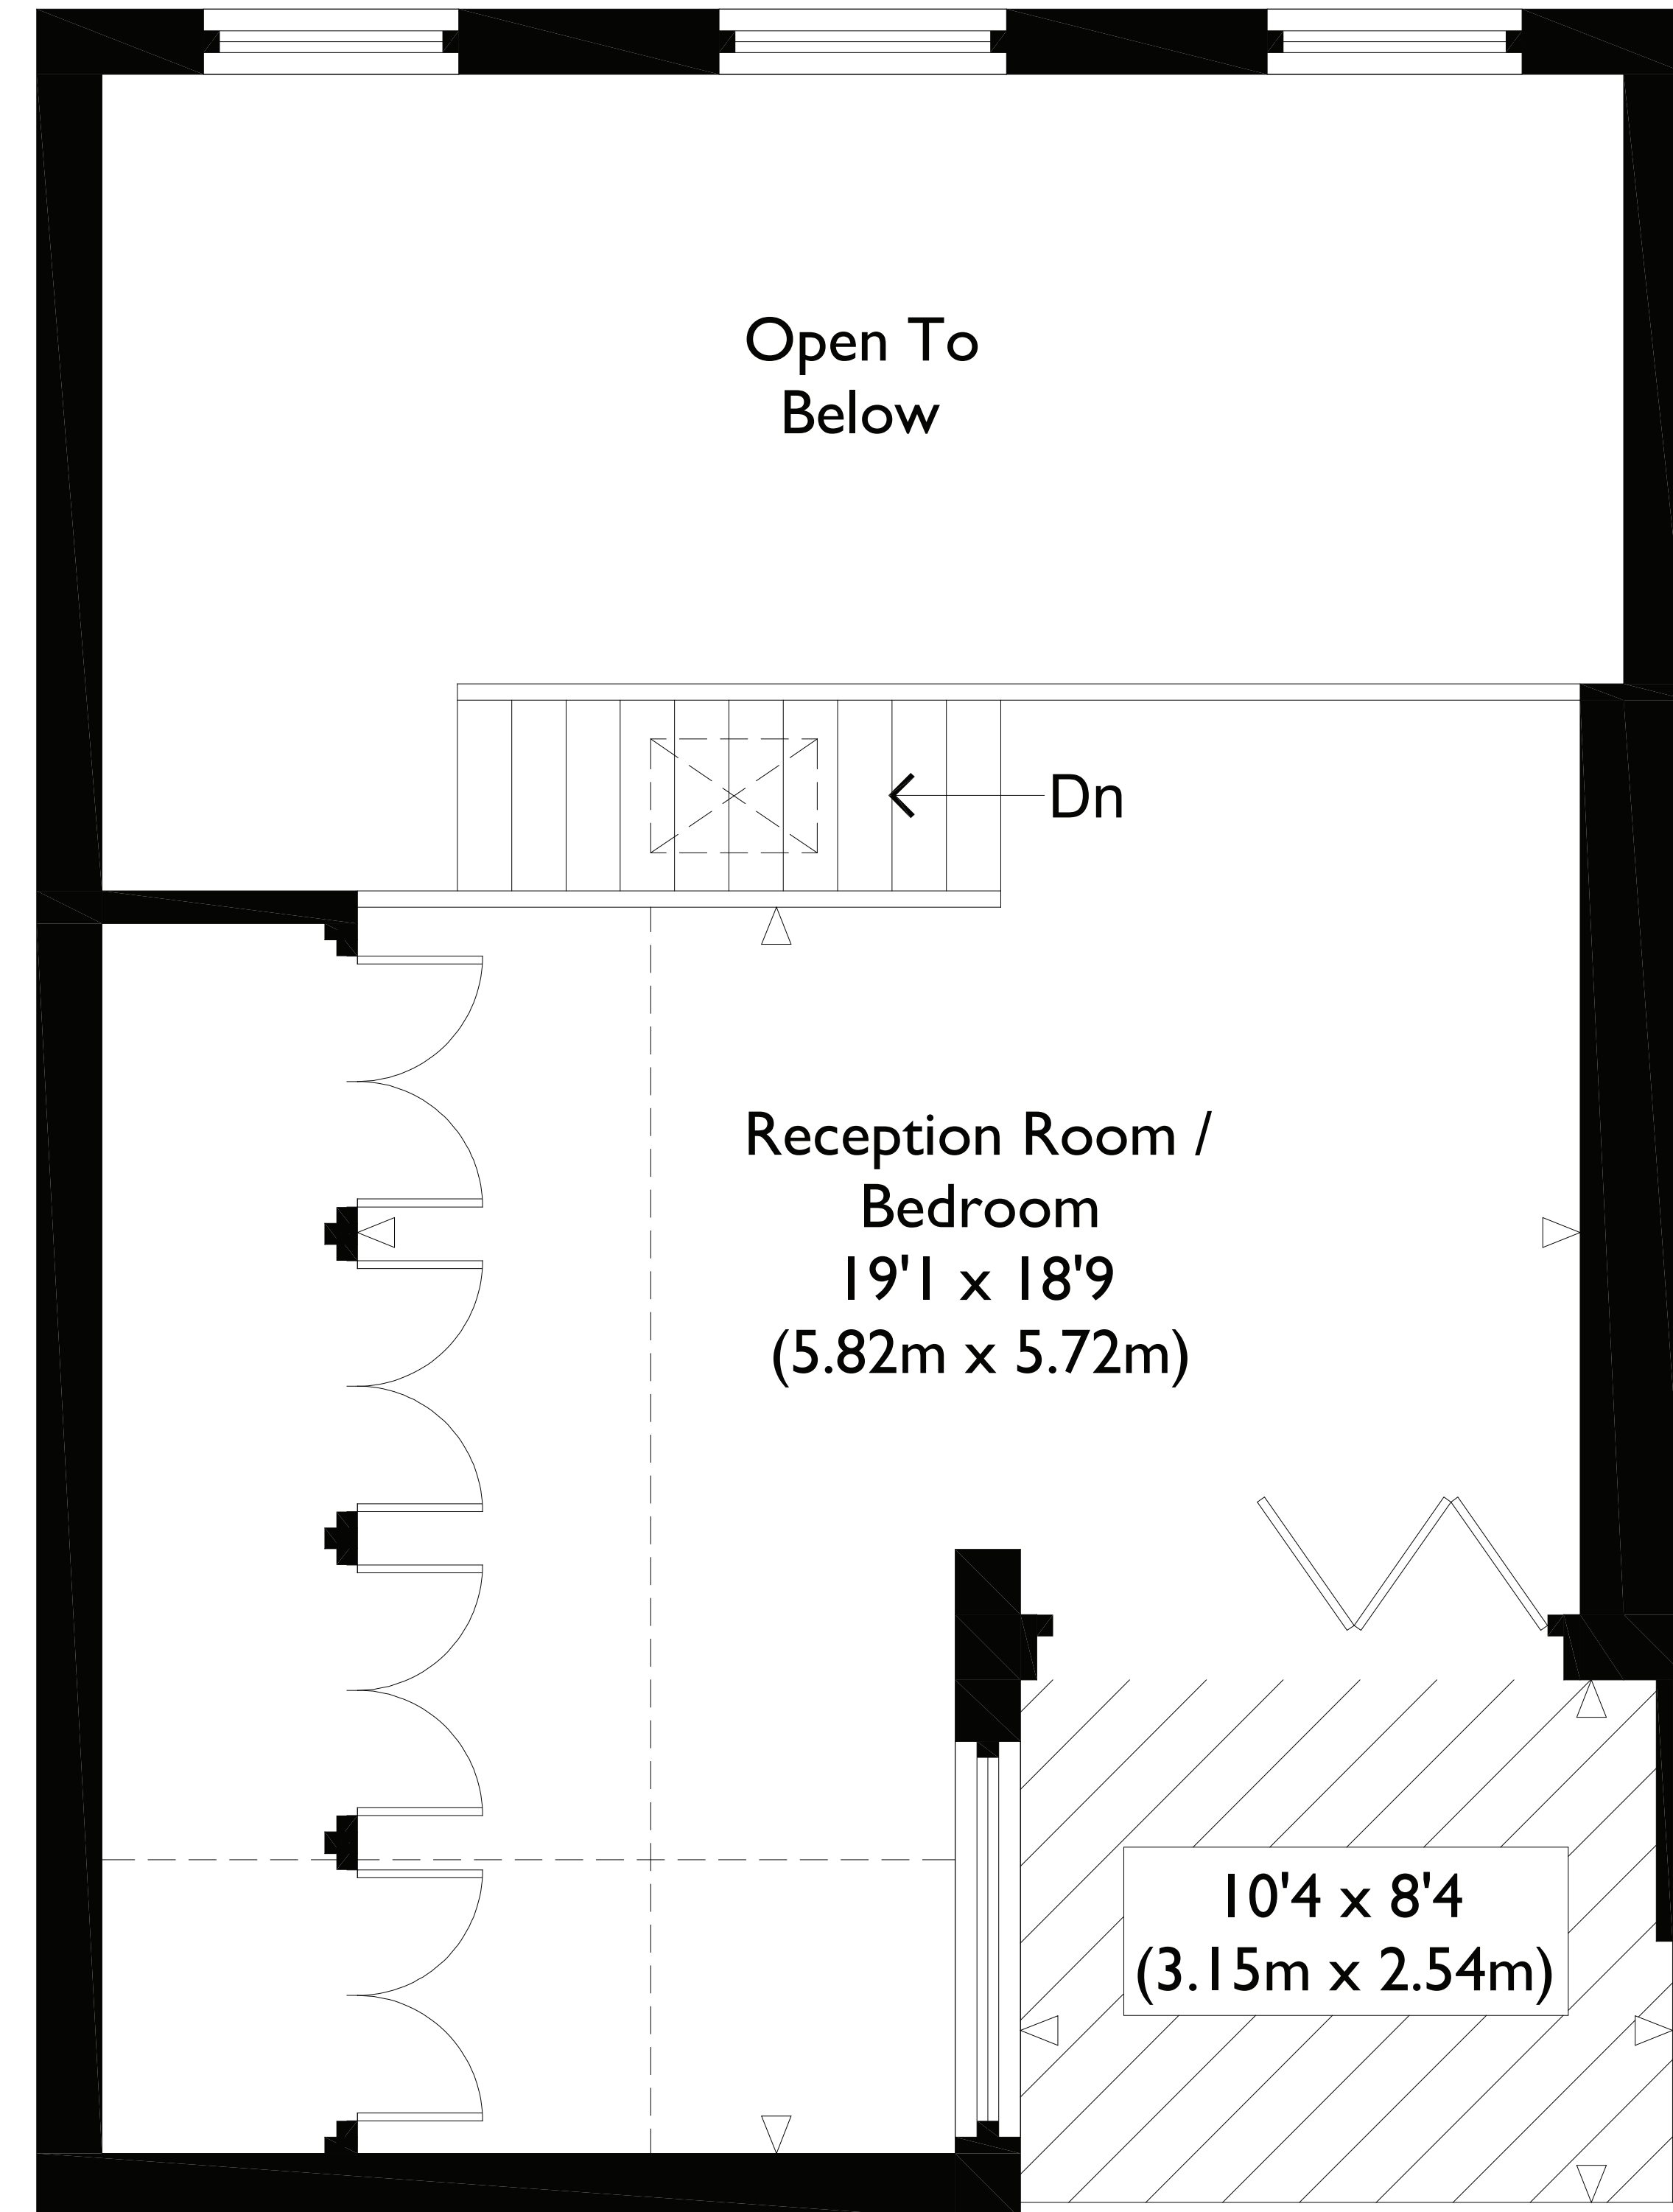 Open To
Below
Dn
Reception Room /
Bedroom
19'1 x 18'9
(5.82m x 5.72m)
10'4 x 8'4
(3.15m x 2.54m)